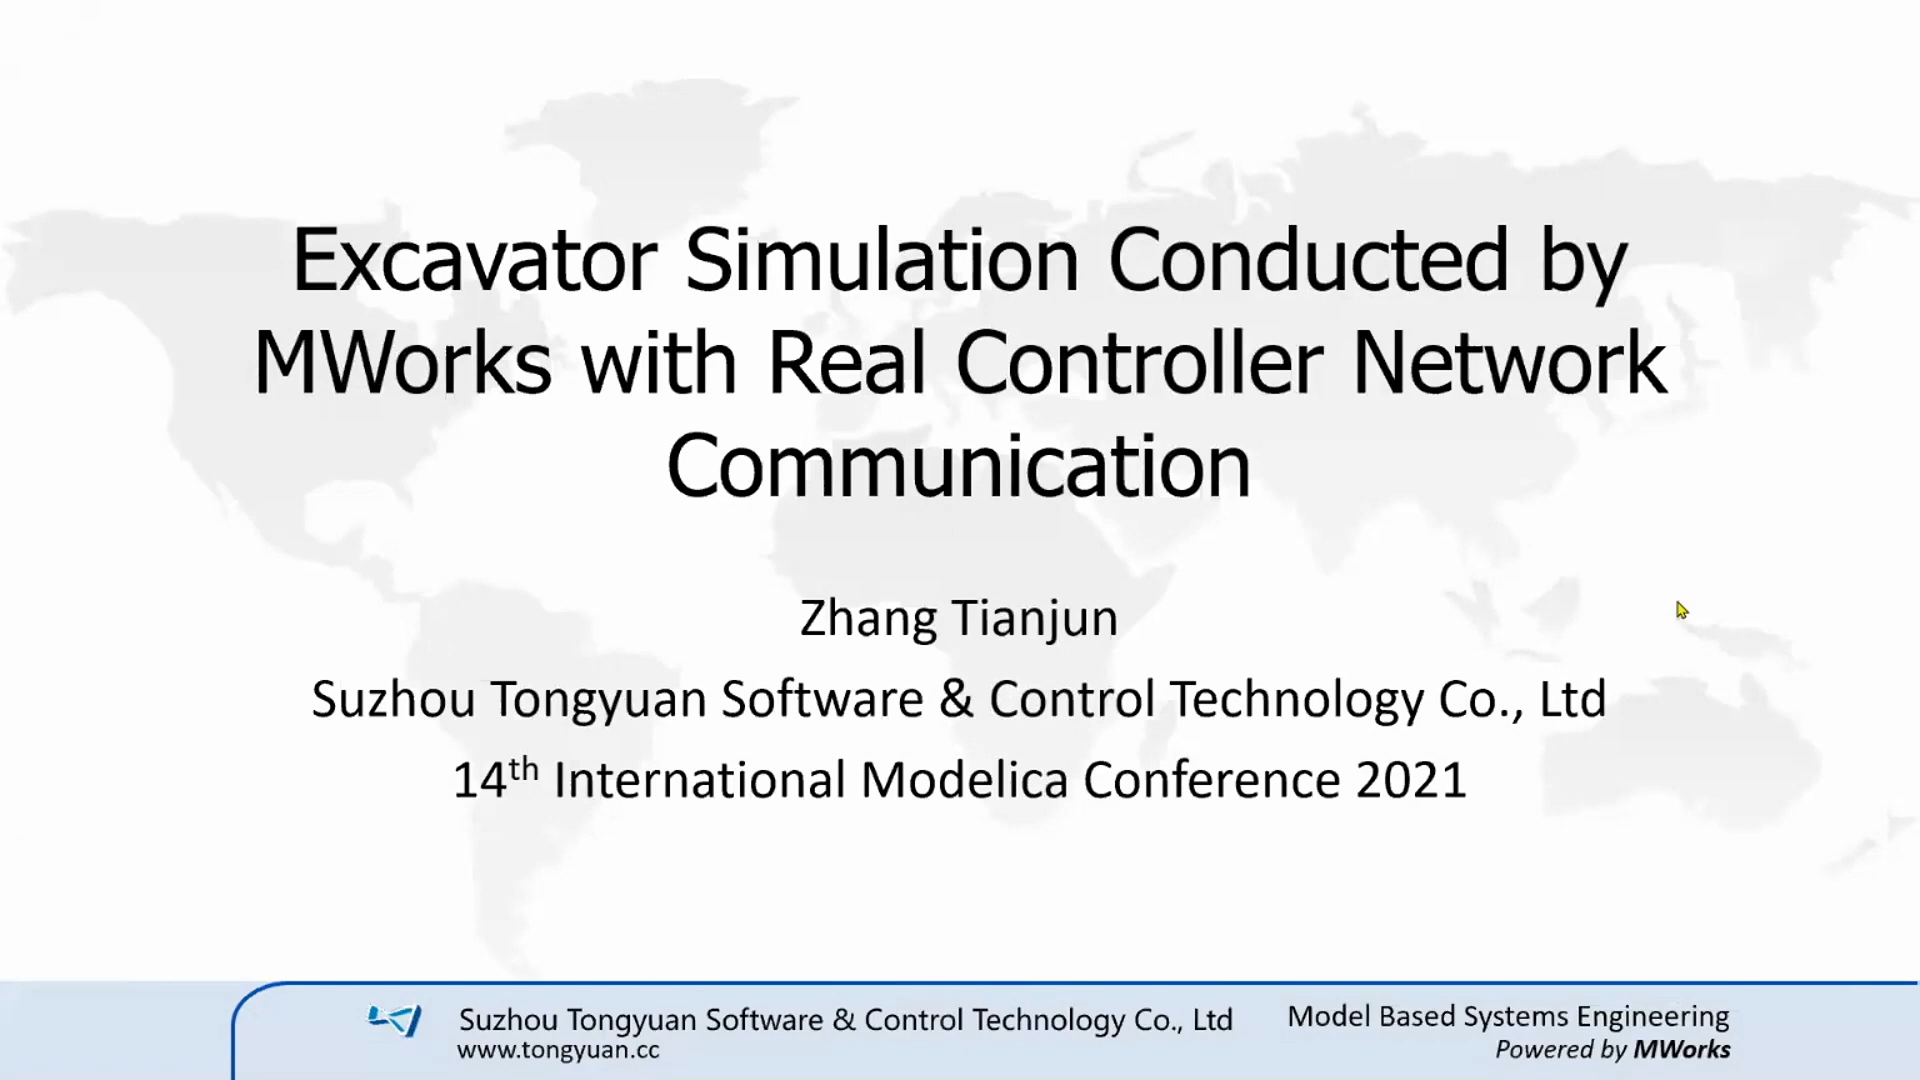 Excavator Simulation Conducted by
MWorks with Real Controller Network
Communication
Zhang Tianjun
Suzhou Tongyuan Software & Control Technology Co., Ltd
14th International Modelica Conference 2021
Suzhou Tongyuan Software & Control Technology Co., Ltd
www.tongyuan.cc
Model Based Systems Engineering
Powered by MWorks